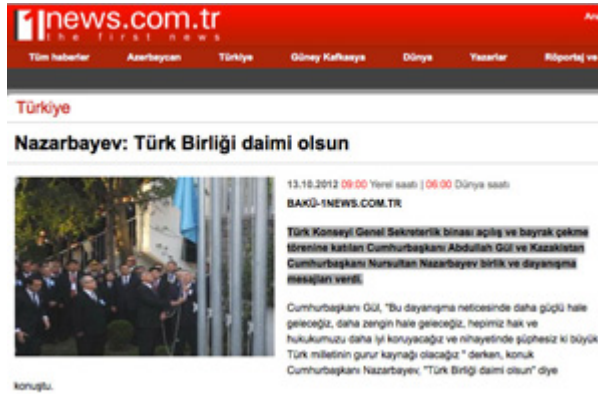 1news.com.tr
the first news
Tüm haberler Azerbaycan Türkiye Güney Kafkasya Dünya Yazarlar Röportaj ve
Türkiye
Nazarbayev: Türk Birliği daimi olsun
13.10.2012 09:00 Yerel saatı | 06:00 Dünya saatı
BAKÜ-1NEWS.COM.TR
Türk Konseyi Genel Sekreterlik binası açılış ve bayrak çekme
törenine katılan Cumhurbaşkanı Abdullah Gül ve Kazakistan
Cumhurbaşkanı Nursultan Nazarbayev birlik ve dayanışma
mesajları verdi.
Cumhurbaşkanı Gül, "Bu dayanışma neticesinde daha güçlü hale
geleceğiz, daha zengin hale geleceğiz, hepimiz hak ve
hukukumuzu daha iyi koruyacağız ve nihayetinde şüphesiz ki büyük
Türk milletinin gurur kaynağı olacağız " derken, konuk
Cumhurbaşkanı Nazarbayev, "Türk Birliği daimi olsun" diye
konuştu.